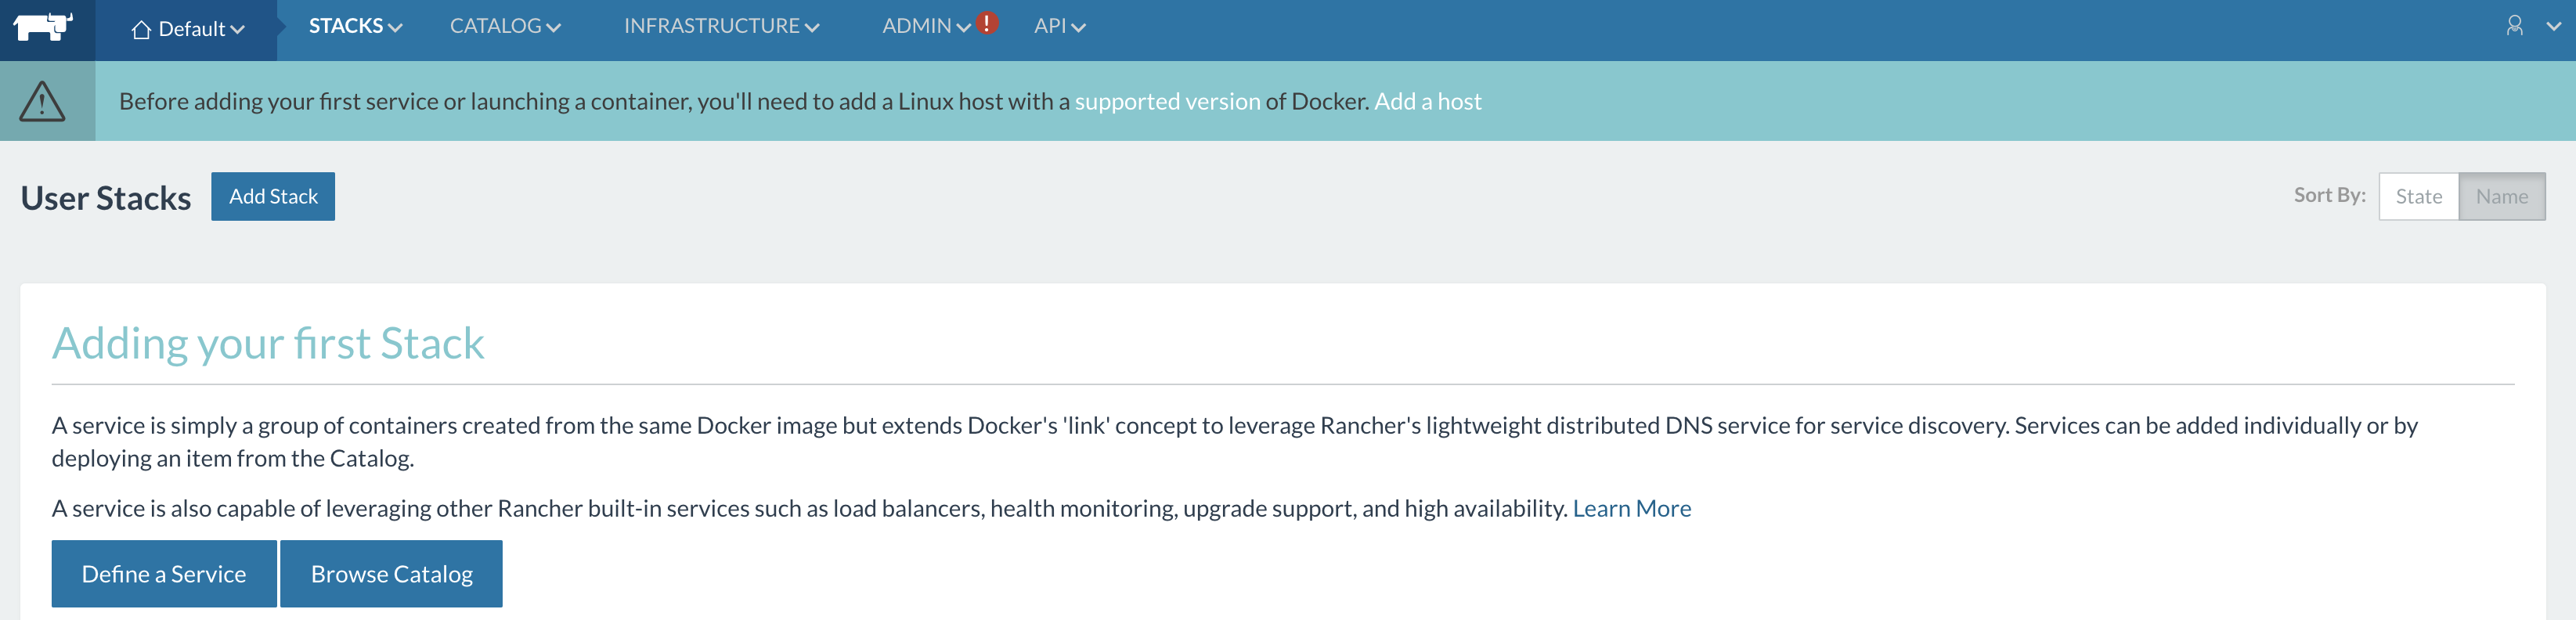 Default STACKS CATALOG INFRASTRUCTURE ADMIN ! API
Before adding your first service or launching a container, you'll need to add a Linux host with a supported version of Docker. Add a host
User Stacks Add Stack Sort By: State Name
Adding your first Stack
A service is simply a group of containers created from the same Docker image but extends Docker's 'link' concept to leverage Rancher's lightweight distributed DNS service for service discovery. Services can be added individually or by
deploying an item from the Catalog.
A service is also capable of leveraging other Rancher built-in services such as load balancers, health monitoring, upgrade support, and high availability. Learn More
Define a Service Browse Catalog